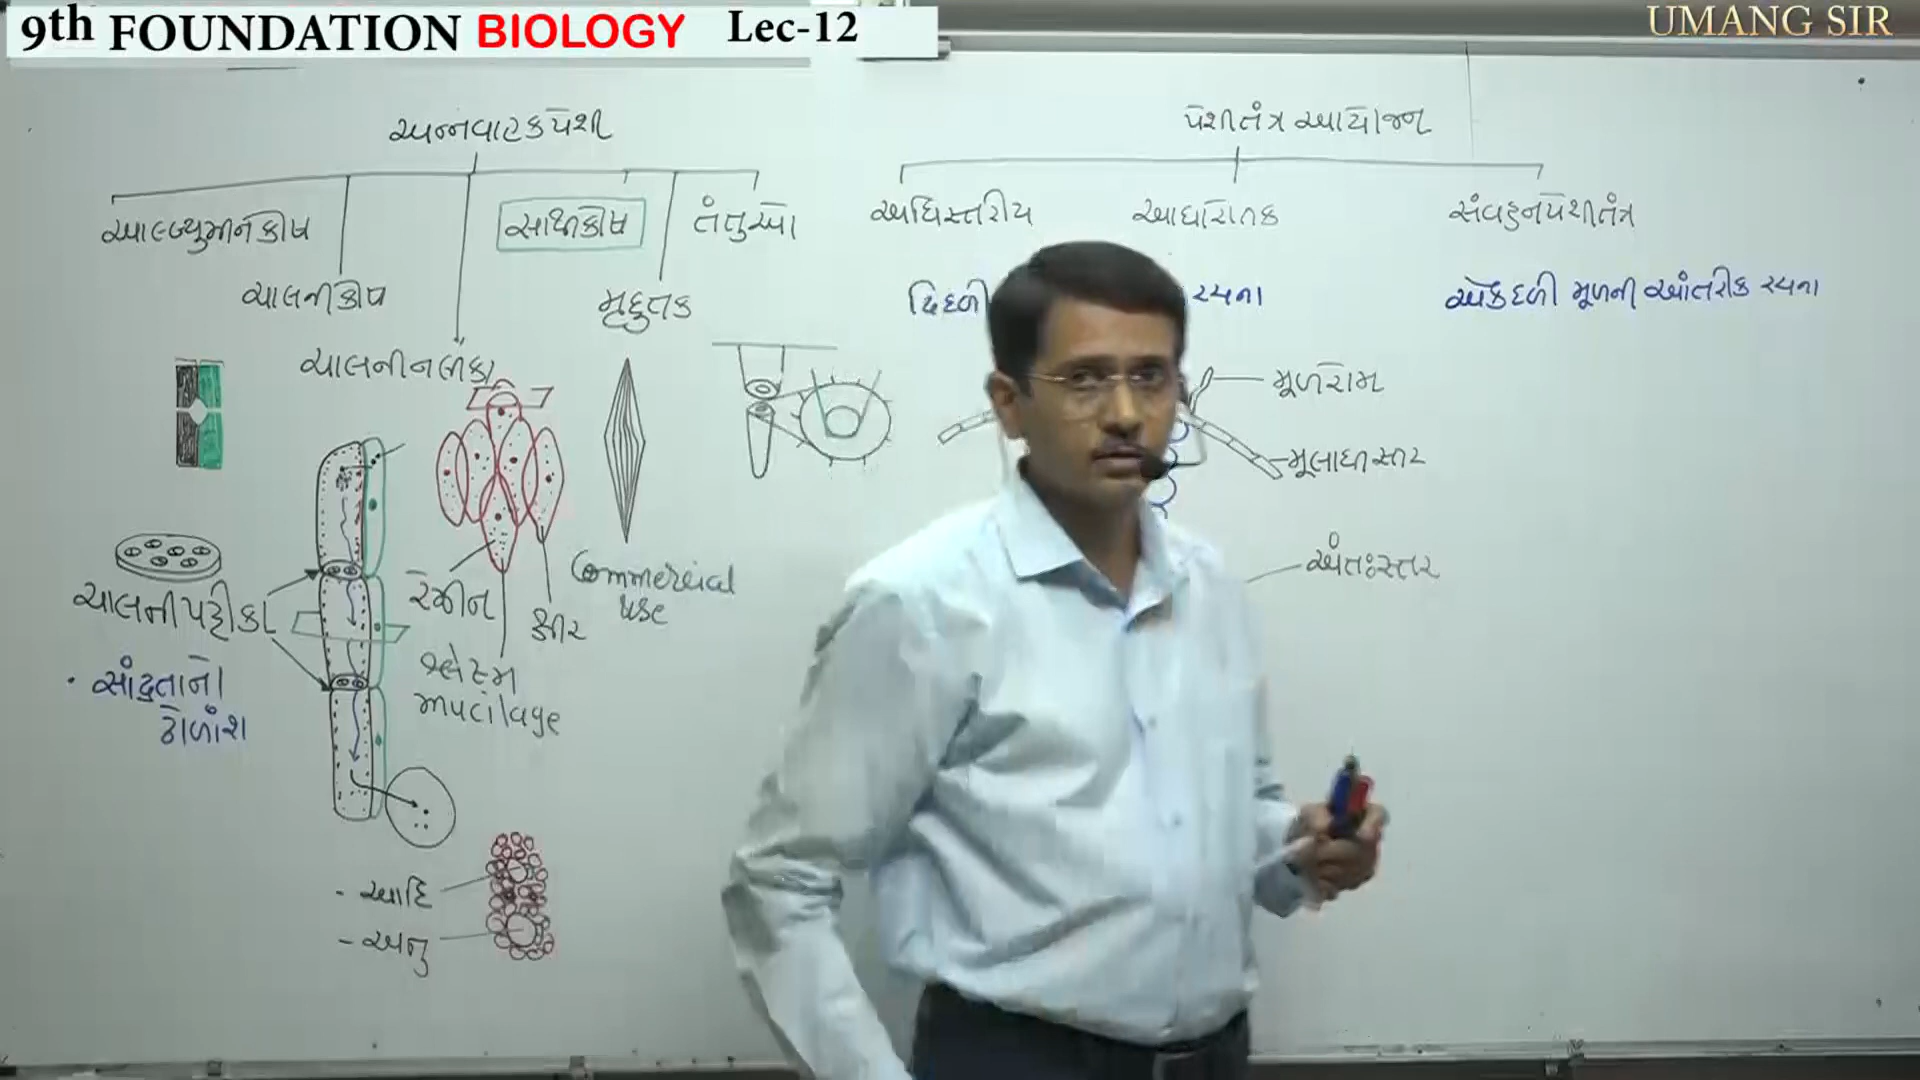 9th FOUNDATION BIOLOGY Lec-12
UMANG SIR
અન્નવાહકપેશી
આલ્બ્યુમીનકોષ
સાથીકોષ
તંતુઓ
ચાલનીકોષ
મૃદુતક
ચાલનીનલીકા
ચાલનીપટ્ટીકા
રેઝીન
ક્ષીર
Commercial
use
સાંદ્રતાનો
ઢોળાંશ
- આદિ
- અનુ
પેશીતંત્ર આયોજન
અધિસ્તરીય
આધારોતક
સંવહનપેશીતંત્ર
દ્વિદળી
રચના
એકદળી મૂળની આંતરીક રચના
મૂળરોમ
મૂલાધીસ્તર
અંતઃસ્તર